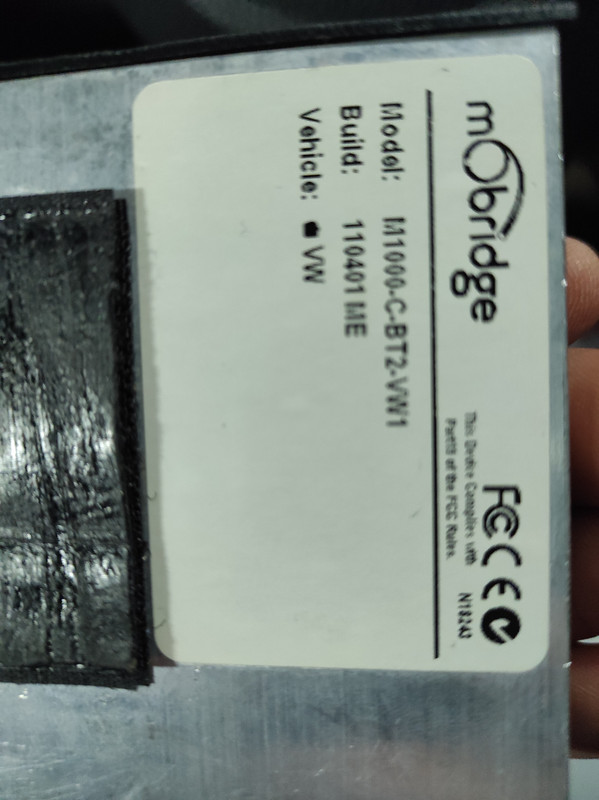 mObridge
FC CE
This Device Complies with
Part15 of the FCC Rules.
N18243
Model: M1000-C-BT2-VW1
Build: 110401 ME
Vehicle: VW